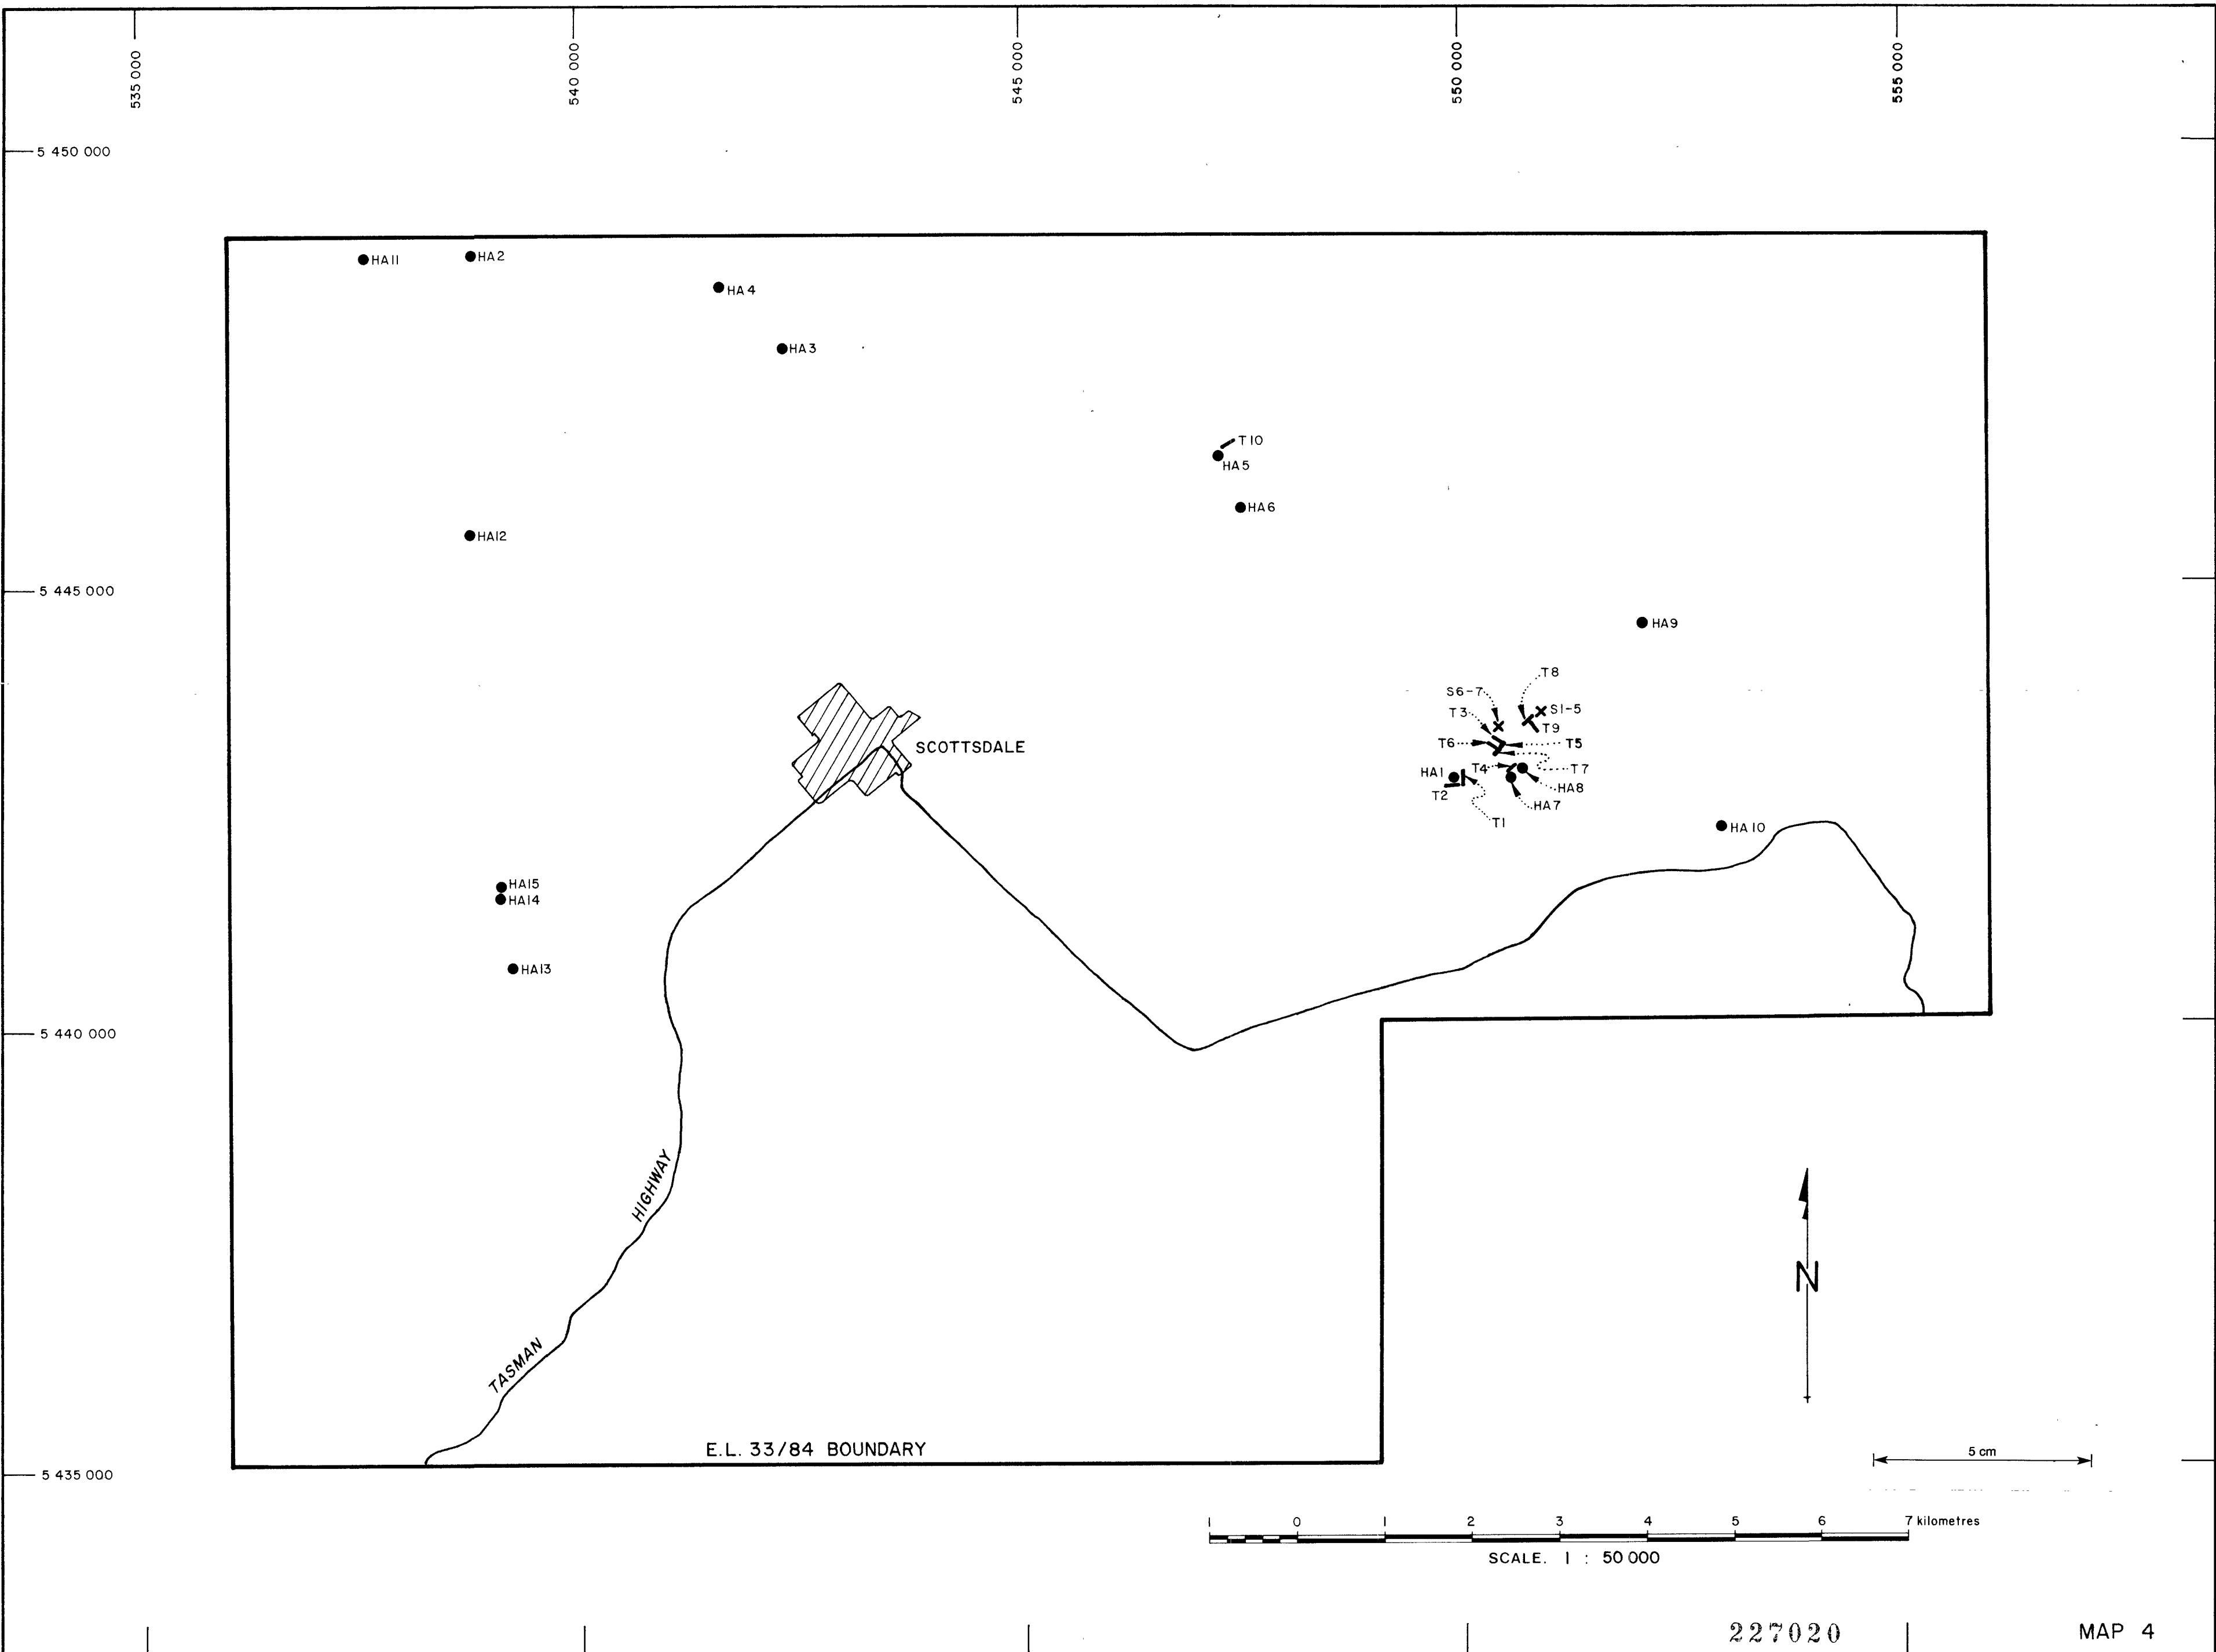 535 000
540 000
545 000
550 000
555 000
5 450 000
HA11
HA2
HA4
HA3
T10
HA5
HA6
HA12
5 445 000
HA9
T8
S6-7
S1-5
T3
T9
T6
T5
SCOTTSDALE
T4
T7
HA1
HA8
T2
HA7
T1
HA10
HA15
HA14
HA13
5 440 000
HIGHWAY
TASMAN
N
E.L. 33/84 BOUNDARY
5 cm
5 435 000
1 0 1 2 3 4 5 6 7 kilometres
SCALE. 1 : 50 000
227020
MAP 4